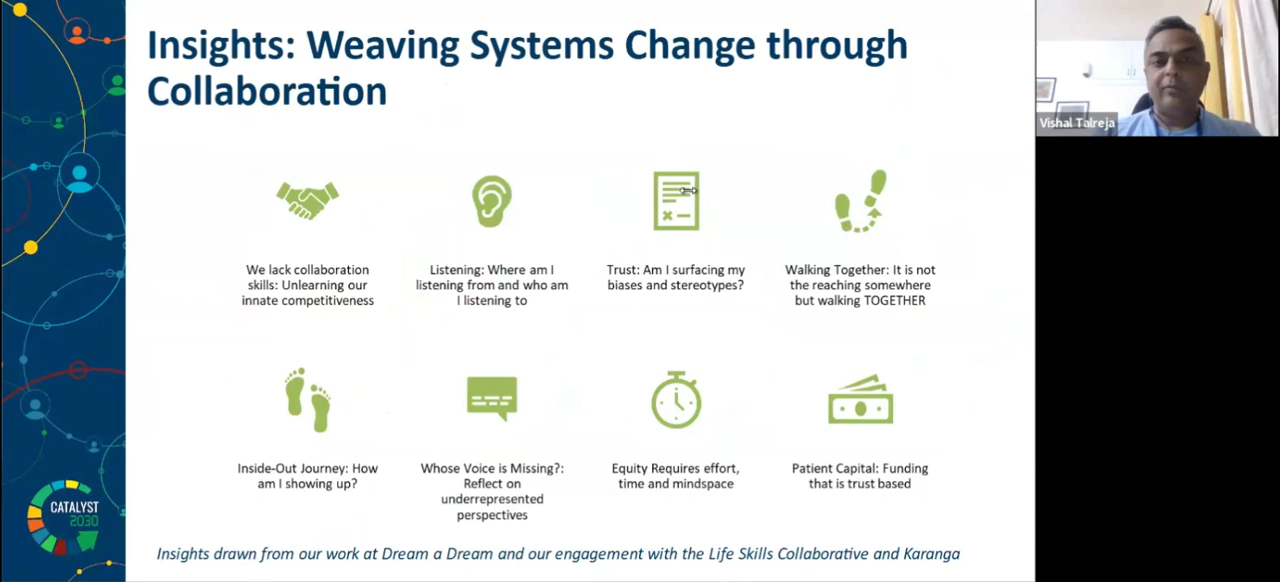 Insights: Weaving Systems Change through
Collaboration
Vishal Talreja
We lack collaboration
skills: Unlearning our
innate competitiveness
Listening: Where am I
listening from and who am
I listening to
Trust: Am I surfacing my
biases and stereotypes?
Walking Together: It is not
the reaching somewhere
but walking TOGETHER
Inside-Out Journey: How
am I showing up?
Whose Voice is Missing?:
Reflect on
underrepresented
perspectives
Equity Requires effort,
time and mindspace
Patient Capital: Funding
that is trust based
CATALYST
2030
Insights drawn from our work at Dream a Dream and our engagement with the Life Skills Collaborative and Karanga